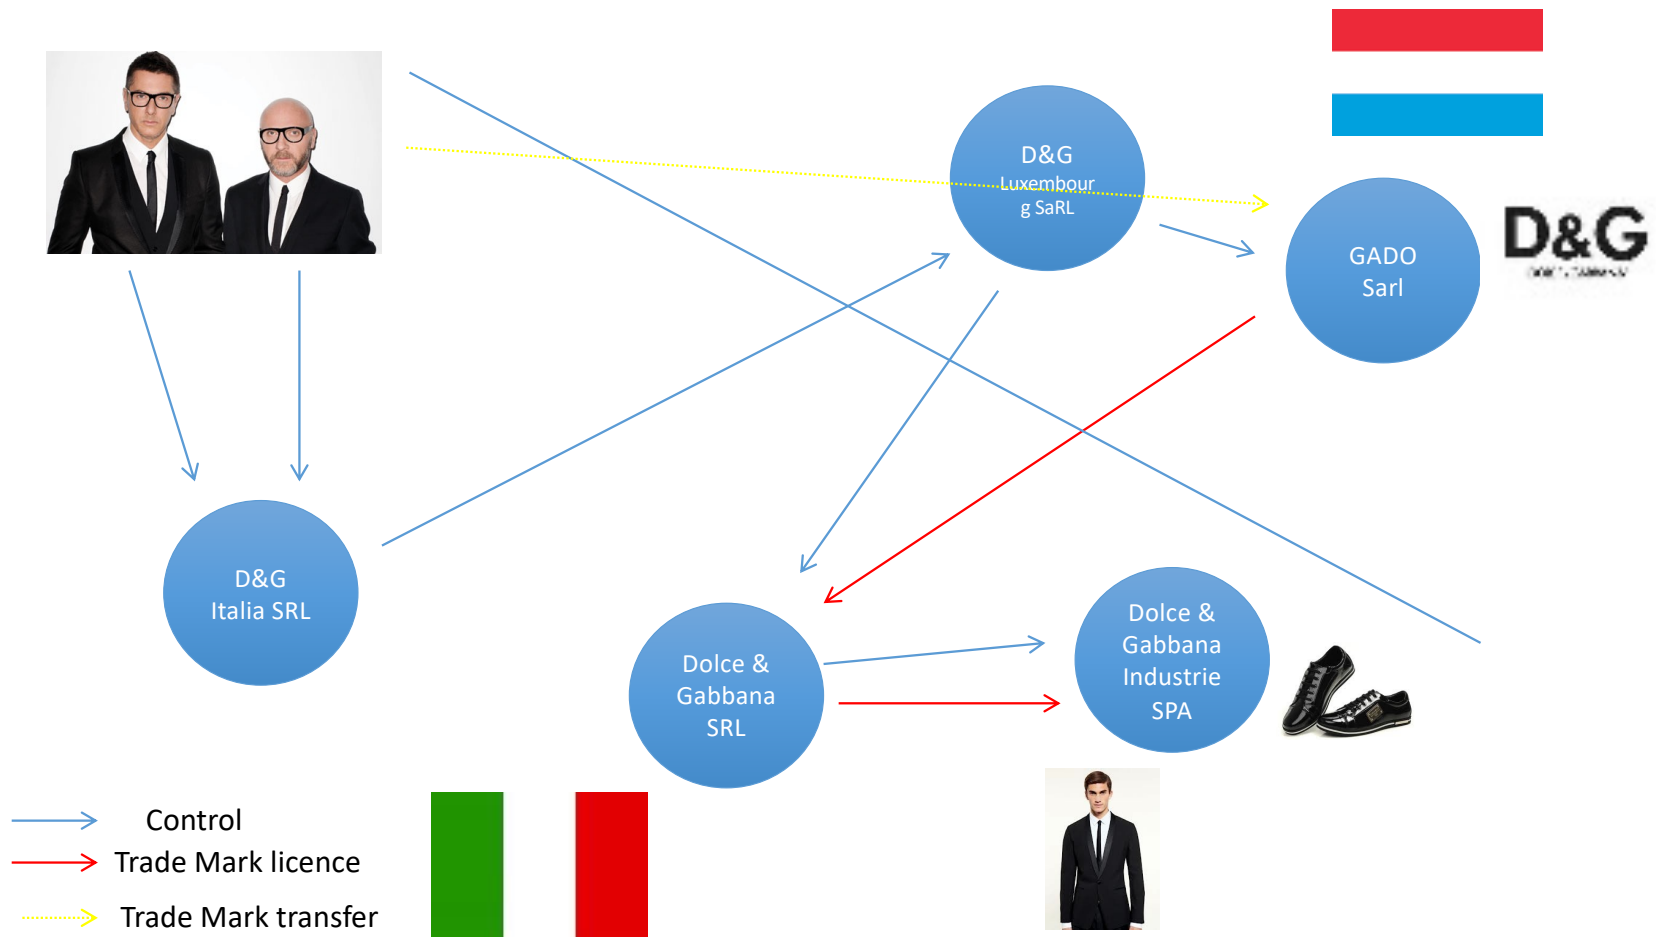 D&G
Luxembour
g SaRL
GADO
Sarl
D&G
D&G
Italia SRL
Dolce &
Gabbana
SRL
Dolce &
Gabbana
Industrie
SPA
Control
Trade Mark licence
Trade Mark transfer